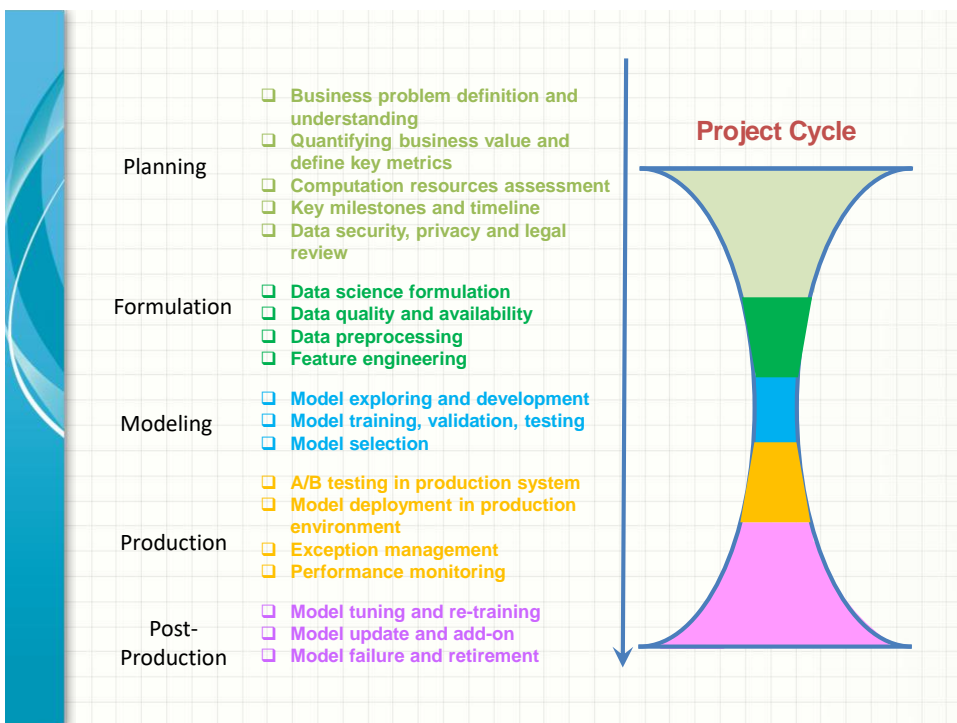 Project Cycle
Planning
❑ Business problem definition and
understanding
❑ Quantifying business value and
define key metrics
❑ Computation resources assessment
❑ Key milestones and timeline
❑ Data security, privacy and legal
review
Formulation
❑ Data science formulation
❑ Data quality and availability
❑ Data preprocessing
❑ Feature engineering
Modeling
❑ Model exploring and development
❑ Model training, validation, testing
❑ Model selection
Production
❑ A/B testing in production system
❑ Model deployment in production
environment
❑ Exception management
❑ Performance monitoring
Post-
Production
❑ Model tuning and re-training
❑ Model update and add-on
❑ Model failure and retirement